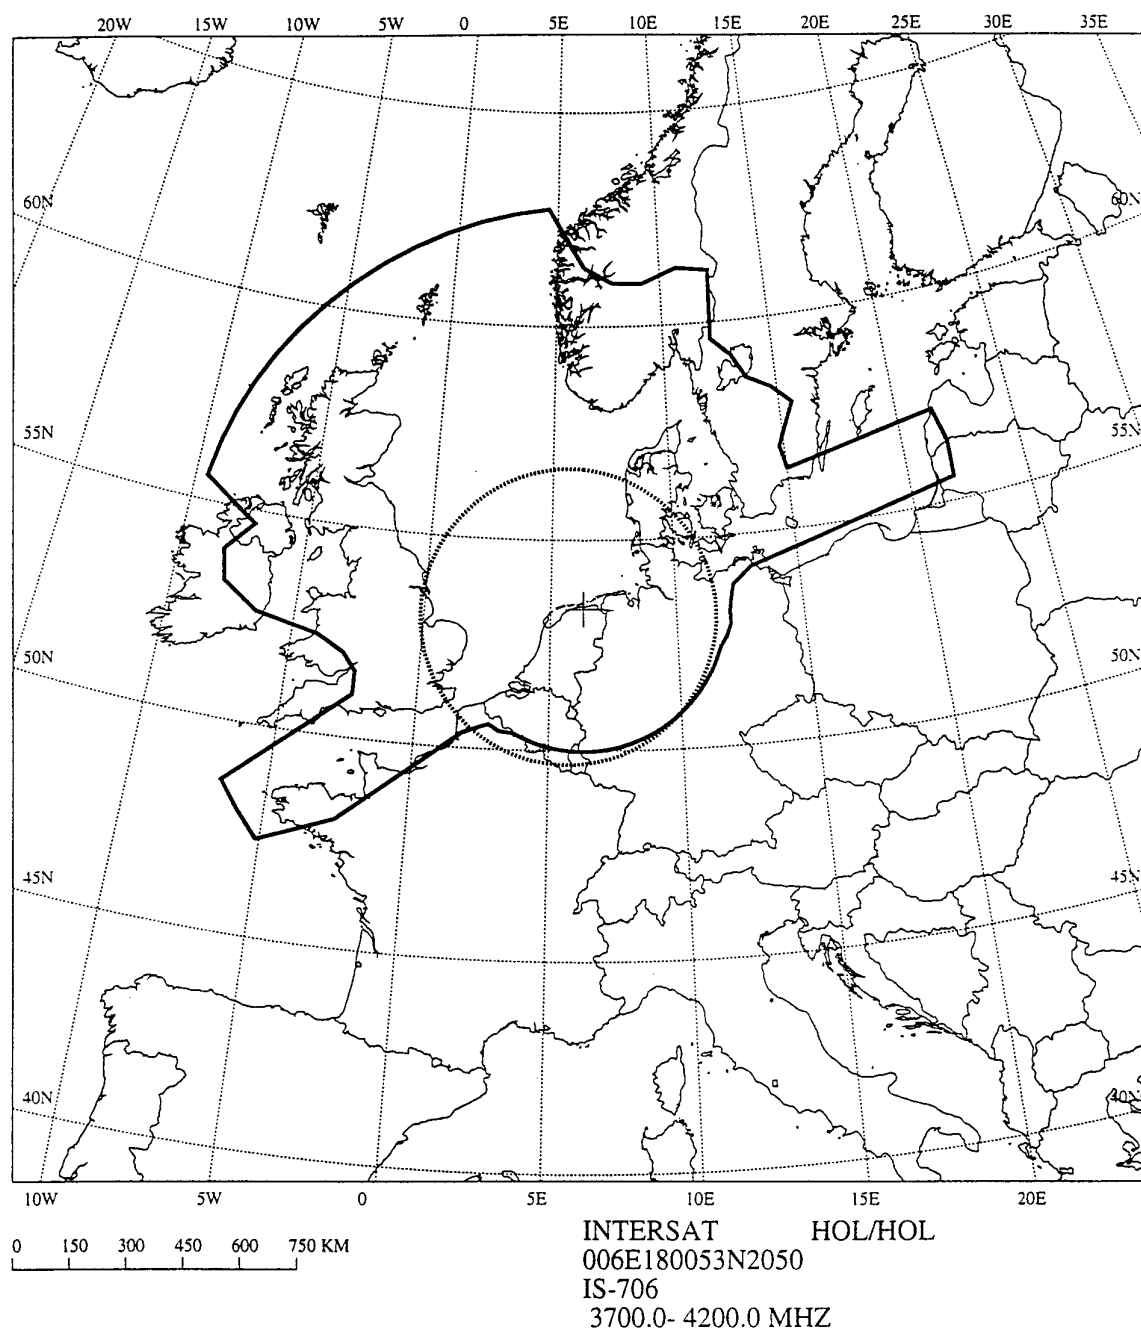 20W 15W 10W 5W 0 5E 10E 15E 20E 25E 30E 35E
60N 60N
55N 55N
50N 50N
45N 45N
40N 40N
10W 5W 0 5E 10E 15E 20E
INTERSAT HOL/HOL
0 150 300 450 600 750 KM
006E180053N2050
IS-706
3700.0- 4200.0 MHZ